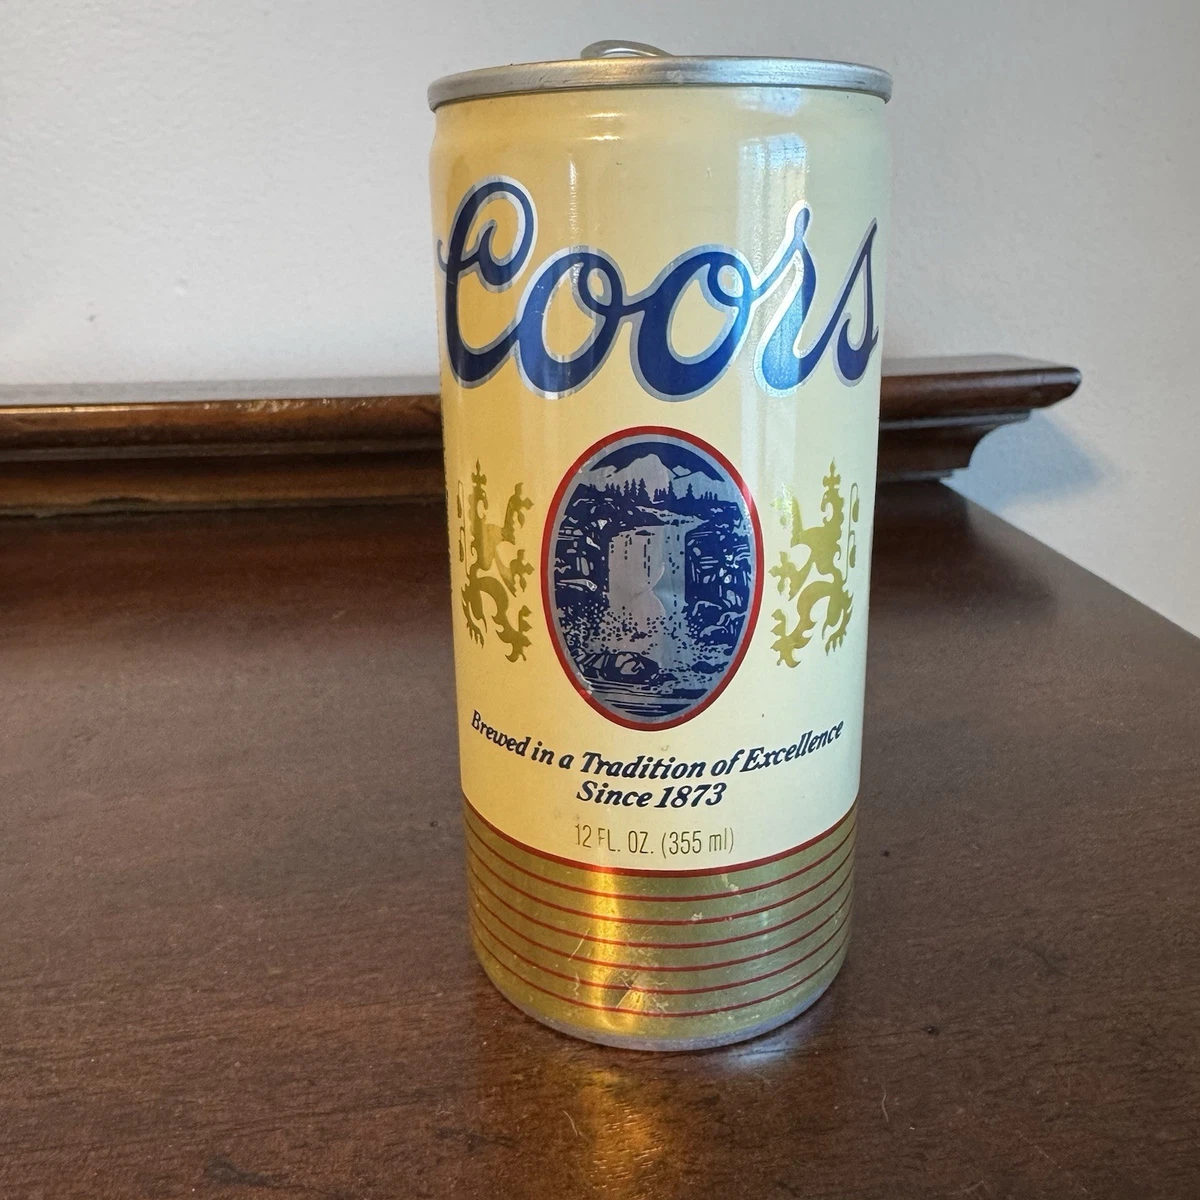 Coors
Brewed in a Tradition of Excellence
Since 1873
12 FL. OZ. (355 ml)